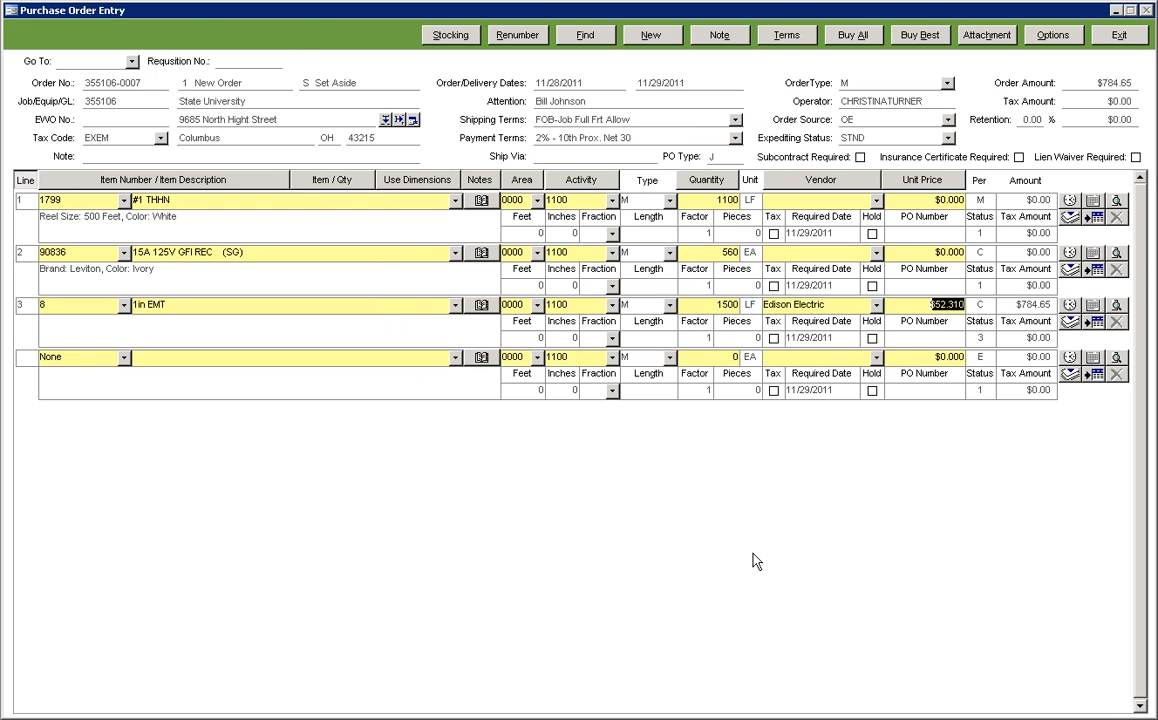 Purchase Order Entry
Stocking Renumber Find New Note Terms Buy All Buy Best Attachment Options Exit
Go To: Requsition No.:
Order No.: 355106-0007 1 New Order S Set Aside Order/Delivery Dates: 11/28/2011 11/29/2011 OrderType: M Order Amount: $784.65
Job/Equip/GL: 355106 State University Attention: Bill Johnson Operator: CHRISTINATURNER Tax Amount: $0.00
EWO No.: 9685 North Hight Street Shipping Terms: FOB-Job Full Frt Allow Order Source: OE Retention: 0.00 % $0.00
Tax Code: EXEM Columbus OH 43215 Payment Terms: 2% - 10th Prox. Net 30 Expediting Status: STND
Note: Ship Via: PO Type: J Subcontract Required: Insurance Certificate Required: Lien Waiver Required:
Line Item Number / Item Description Item / Qty Use Dimensions Notes Area Activity Type Quantity Unit Vendor Unit Price Per Amount
1 1799 #1 THHN 0000 1100 M 1100 LF $0.000 M $0.00
Reel Size: 500 Feet, Color: White Feet Inches Fraction Length Factor Pieces Tax Required Date Hold PO Number Status Tax Amount
0 0 1 0 11/29/2011 1 $0.00
2 90836 15A 125V GFI REC (SG) 0000 1100 M 560 EA $0.000 C $0.00
Brand: Leviton, Color: Ivory Feet Inches Fraction Length Factor Pieces Tax Required Date Hold PO Number Status Tax Amount
0 0 1 0 11/29/2011 1 $0.00
3 8 1in EMT 0000 1100 M 1500 LF Edison Electric $52.310 C $784.65
Feet Inches Fraction Length Factor Pieces Tax Required Date Hold PO Number Status Tax Amount
0 0 1 0 11/29/2011 3 $0.00
None 0000 1100 M 0 EA $0.000 E $0.00
Feet Inches Fraction Length Factor Pieces Tax Required Date Hold PO Number Status Tax Amount
0 0 1 0 11/29/2011 1 $0.00